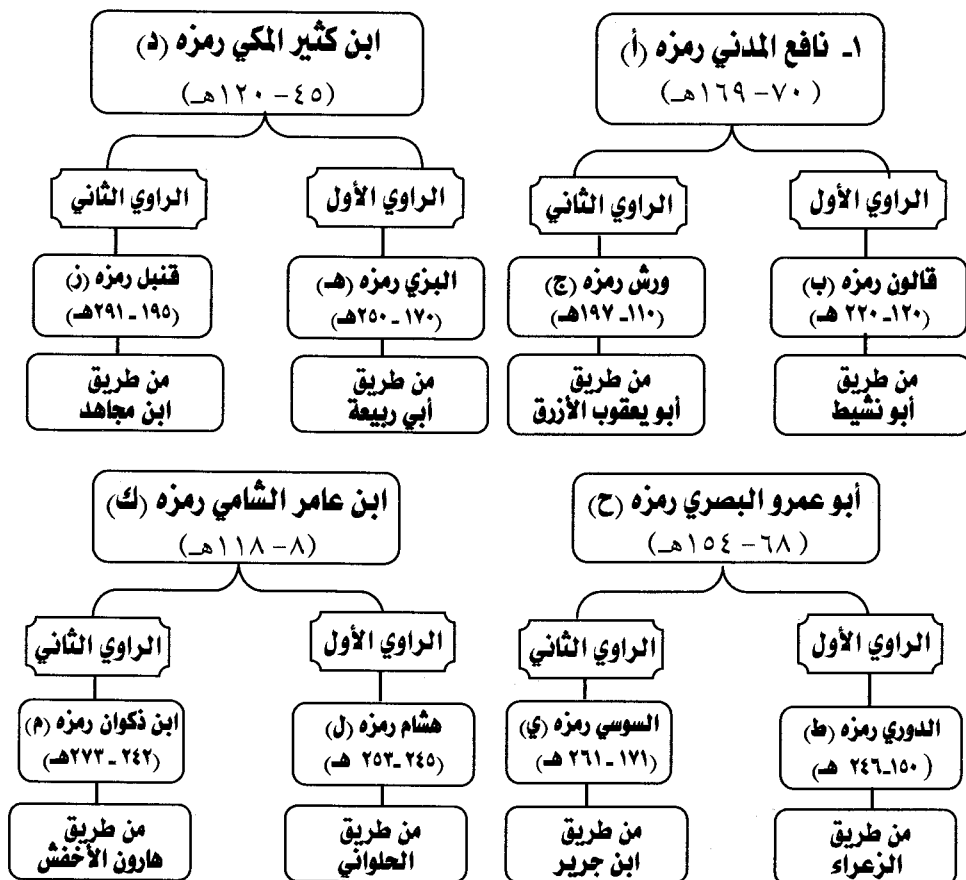 ١ـ نافع المدني رمزه (أ)
(٧٠ – ١٦٩هـ)
الراوي الأول
قالون رمزه (ب)
(١٢٠ـ ٢٢٠ هـ)
من طريق
أبو نشيط
الراوي الثاني
ورش رمزه (ج)
(١١٠ـ ١٩٧هـ)
من طريق
أبو يعقوب الأزرق
ابن كثير المكي رمزه (د)
(٤٥ – ١٢٠هـ)
الراوي الأول
البزي رمزه (هـ)
(١٧٠ ـ ٢٥٠هـ)
من طريق
أبي ربيعة
الراوي الثاني
قنبل رمزه (ز)
(١٩٥ ـ ٢٩١هـ)
من طريق
ابن مجاهد
أبو عمرو البصري رمزه (ح)
(٦٨ – ١٥٤هـ)
الراوي الأول
الدوري رمزه (ط)
(١٥٠ـ ٢٤٦ هـ)
من طريق
الزعراء
الراوي الثاني
السوسي رمزه (ي)
(١٧١ ـ ٢٦١ هـ)
من طريق
ابن جرير
ابن عامر الشامي رمزه (ك)
(٨ – ١١٨هـ)
الراوي الأول
هشام رمزه (ل)
(٢٤٥ـ ٢٥٣ هـ)
من طريق
الحلواني
الراوي الثاني
ابن ذكوان رمزه (م)
(٢٤٢ ـ ٢٧٣هـ)
من طريق
هارون الأخفش